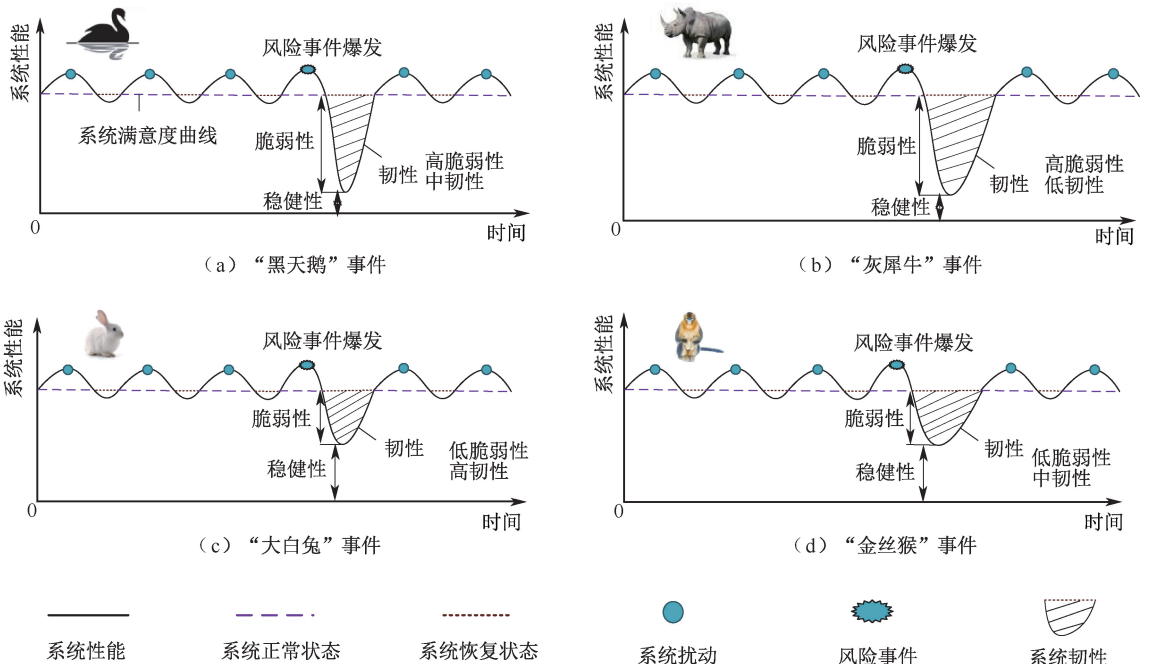 系统性能
风险事件爆发
系统满意度曲线
脆弱性
韧性
高脆弱性
中韧性
稳健性
0
时间
（a）“黑天鹅”事件
系统性能
风险事件爆发
脆弱性
韧性
高脆弱性
低韧性
稳健性
0
时间
（b）“灰犀牛”事件
系统性能
风险事件爆发
脆弱性
韧性
低脆弱性
高韧性
稳健性
0
时间
（c）“大白兔”事件
系统性能
风险事件爆发
脆弱性
韧性
低脆弱性
中韧性
稳健性
0
时间
（d）“金丝猴”事件
系统性能
系统正常状态
系统恢复状态
系统扰动
风险事件
系统韧性